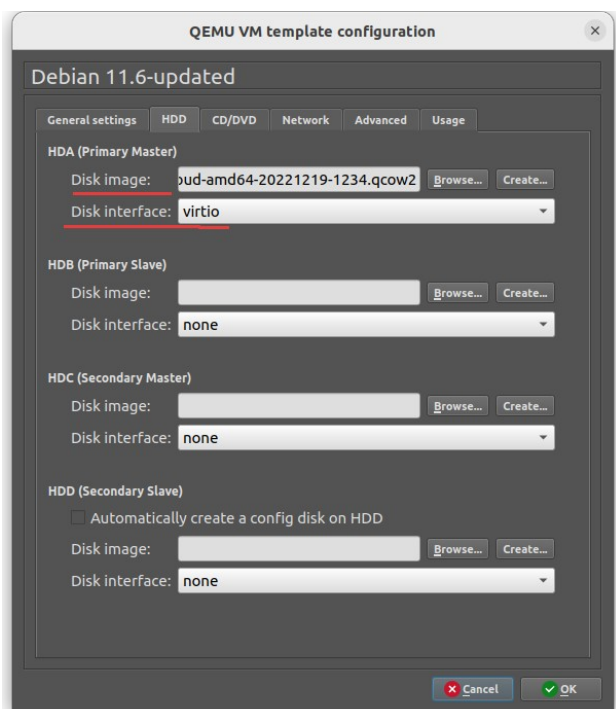 QEMU VM template configuration
Debian 11.6-updated
General settings HDD CD/DVD Network Advanced Usage
HDA (Primary Master)
Disk image: oud-amd64-20221219-1234.qcow2 Browse... Create...
Disk interface: virtio
HDB (Primary Slave)
Disk image: Browse... Create...
Disk interface: none
HDC (Secondary Master)
Disk image: Browse... Create...
Disk interface: none
HDD (Secondary Slave)
Automatically create a config disk on HDD
Disk image: Browse... Create...
Disk interface: none
Cancel OK